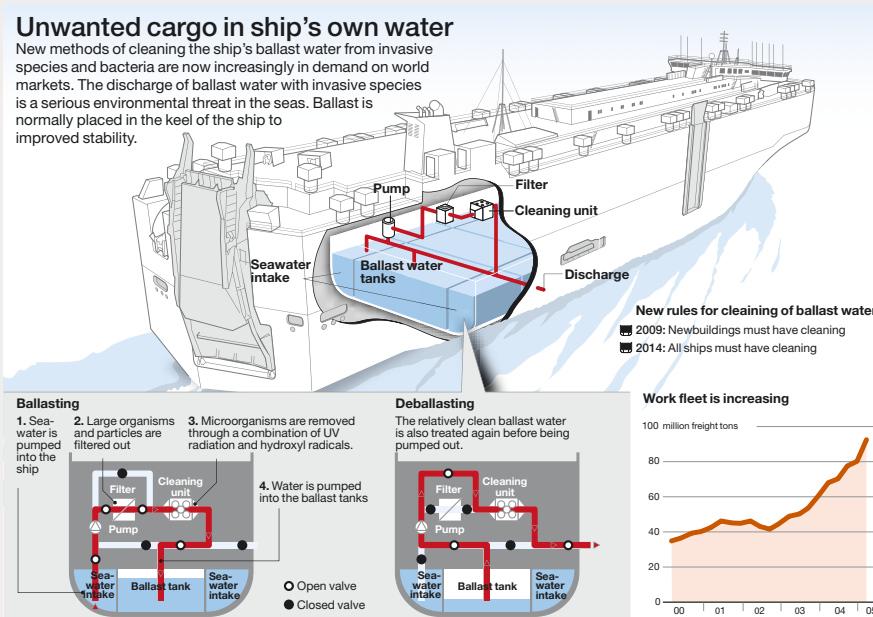 Unwanted cargo in ship's own water
New methods of cleaning the ship's ballast water from invasive
species and bacteria are now increasingly in demand on world
markets. The discharge of ballast water with invasive species
is a serious environmental threat in the seas. Ballast is
normally placed in the keel of the ship to
improved stability.
Pump
Filter
Cleaning unit
Seawater
intake
Ballast water
tanks
Discharge
New rules for cleaining of ballast water
2009: Newbuildings must have cleaning
2014: All ships must have cleaning
Ballasting
1. Sea-
water is
pumped
into the
ship
2. Large organisms
and particles are
filtered out
3. Microorganisms are removed
through a combination of UV
radiation and hydroxyl radicals.
4. Water is pumped
into the ballast tanks
Filter
Cleaning
unit
Pump
Sea-
water
intake
Ballast tank
Sea-
water
intake
Open valve
Closed valve
Deballasting
The relatively clean ballast water
is also treated again before being
pumped out.
Filter
Cleaning
unit
Pump
Sea-
water
intake
Ballast tank
Sea-
water
intake
Work fleet is increasing
100 million freight tons
80
60
40
20
0
00 01 02 03 04 05